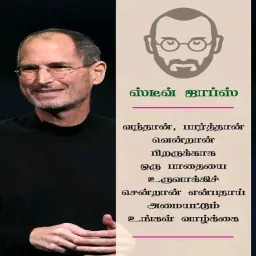 ஸ்டீவ் ஜாப்ஸ்
வந்தான், பார்த்தான்
வென்றான்
பிறருக்காக
ஒரு பாதையை
உருவாக்கிச்
சென்றான் என்பதாய்
அமையட்டும்
உங்கள் வாழ்க்கை